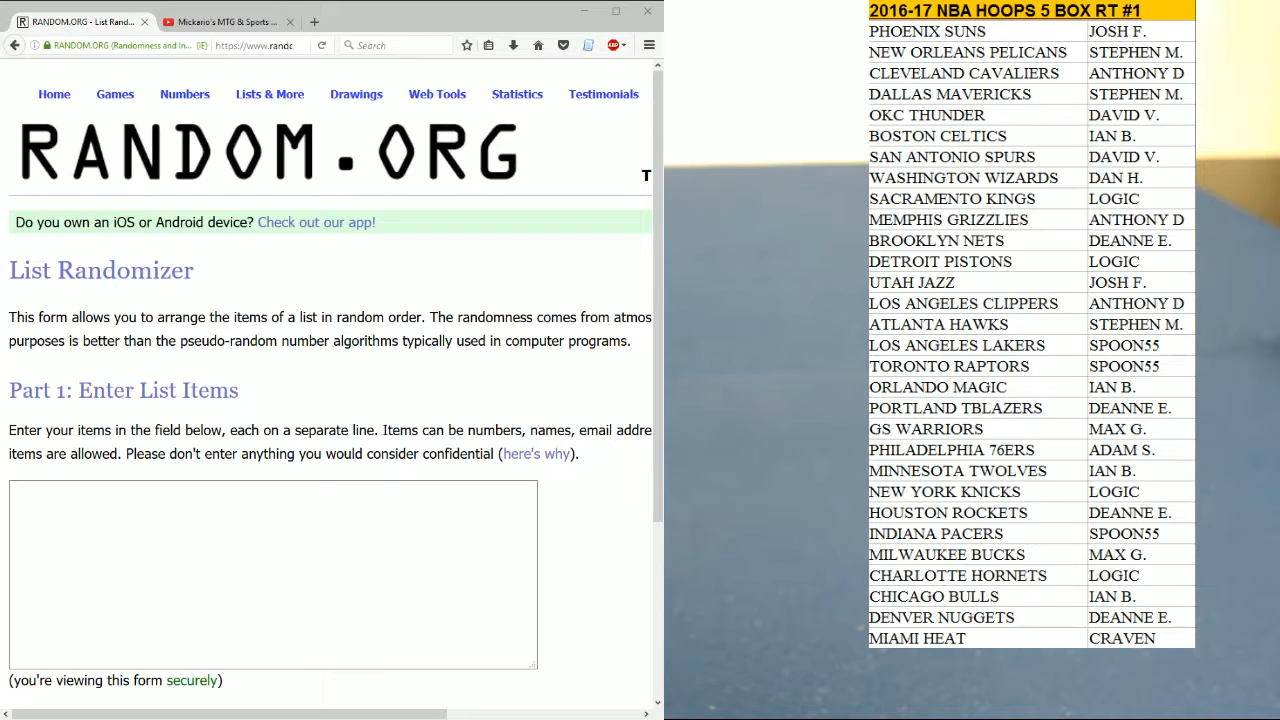 RANDOM.ORG - List Rand...
Mickario's MTG & Sports ...
RANDOM.ORG (Randomness and In... (IE)
https://www.randc
Search
Home Games Numbers Lists & More Drawings Web Tools Statistics Testimonials
RANDOM.ORG
T
Do you own an iOS or Android device? Check out our app!
List Randomizer
This form allows you to arrange the items of a list in random order. The randomness comes from atmos
purposes is better than the pseudo-random number algorithms typically used in computer programs.
Part 1: Enter List Items
Enter your items in the field below, each on a separate line. Items can be numbers, names, email addre
items are allowed. Please don't enter anything you would consider confidential (here's why).
(you're viewing this form securely)
2016-17 NBA HOOPS 5 BOX RT #1
PHOENIX SUNS JOSH F.
NEW ORLEANS PELICANS STEPHEN M.
CLEVELAND CAVALIERS ANTHONY D
DALLAS MAVERICKS STEPHEN M.
OKC THUNDER DAVID V.
BOSTON CELTICS IAN B.
SAN ANTONIO SPURS DAVID V.
WASHINGTON WIZARDS DAN H.
SACRAMENTO KINGS LOGIC
MEMPHIS GRIZZLIES ANTHONY D
BROOKLYN NETS DEANNE E.
DETROIT PISTONS LOGIC
UTAH JAZZ JOSH F.
LOS ANGELES CLIPPERS ANTHONY D
ATLANTA HAWKS STEPHEN M.
LOS ANGELES LAKERS SPOON55
TORONTO RAPTORS SPOON55
ORLANDO MAGIC IAN B.
PORTLAND TBLAZERS DEANNE E.
GS WARRIORS MAX G.
PHILADELPHIA 76ERS ADAM S.
MINNESOTA TWOLVES IAN B.
NEW YORK KNICKS LOGIC
HOUSTON ROCKETS DEANNE E.
INDIANA PACERS SPOON55
MILWAUKEE BUCKS MAX G.
CHARLOTTE HORNETS LOGIC
CHICAGO BULLS IAN B.
DENVER NUGGETS DEANNE E.
MIAMI HEAT CRAVEN